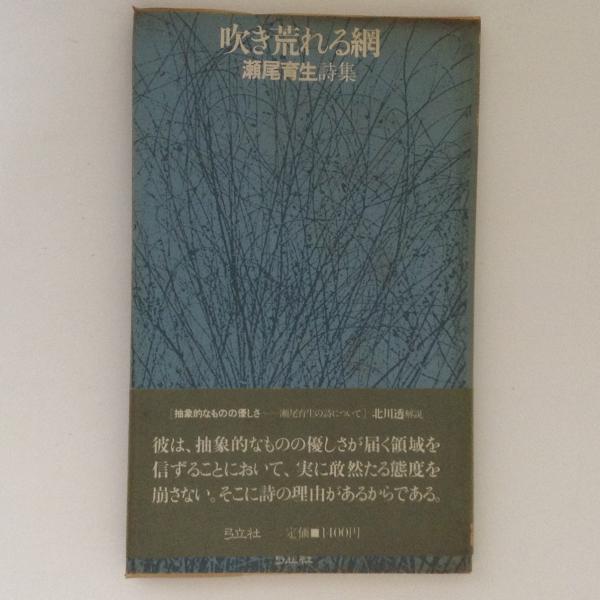 吹き荒れる網
瀬尾育生詩集
［抽象的なものの優しさ──瀬尾育生の詩について］ 北川透解説
彼は、抽象的なものの優しさが届く領域を
信ずることにおいて、実に敢然たる態度を
崩さない。そこに詩の理由があるからである。
弓立社 定価■1400円
弓立社